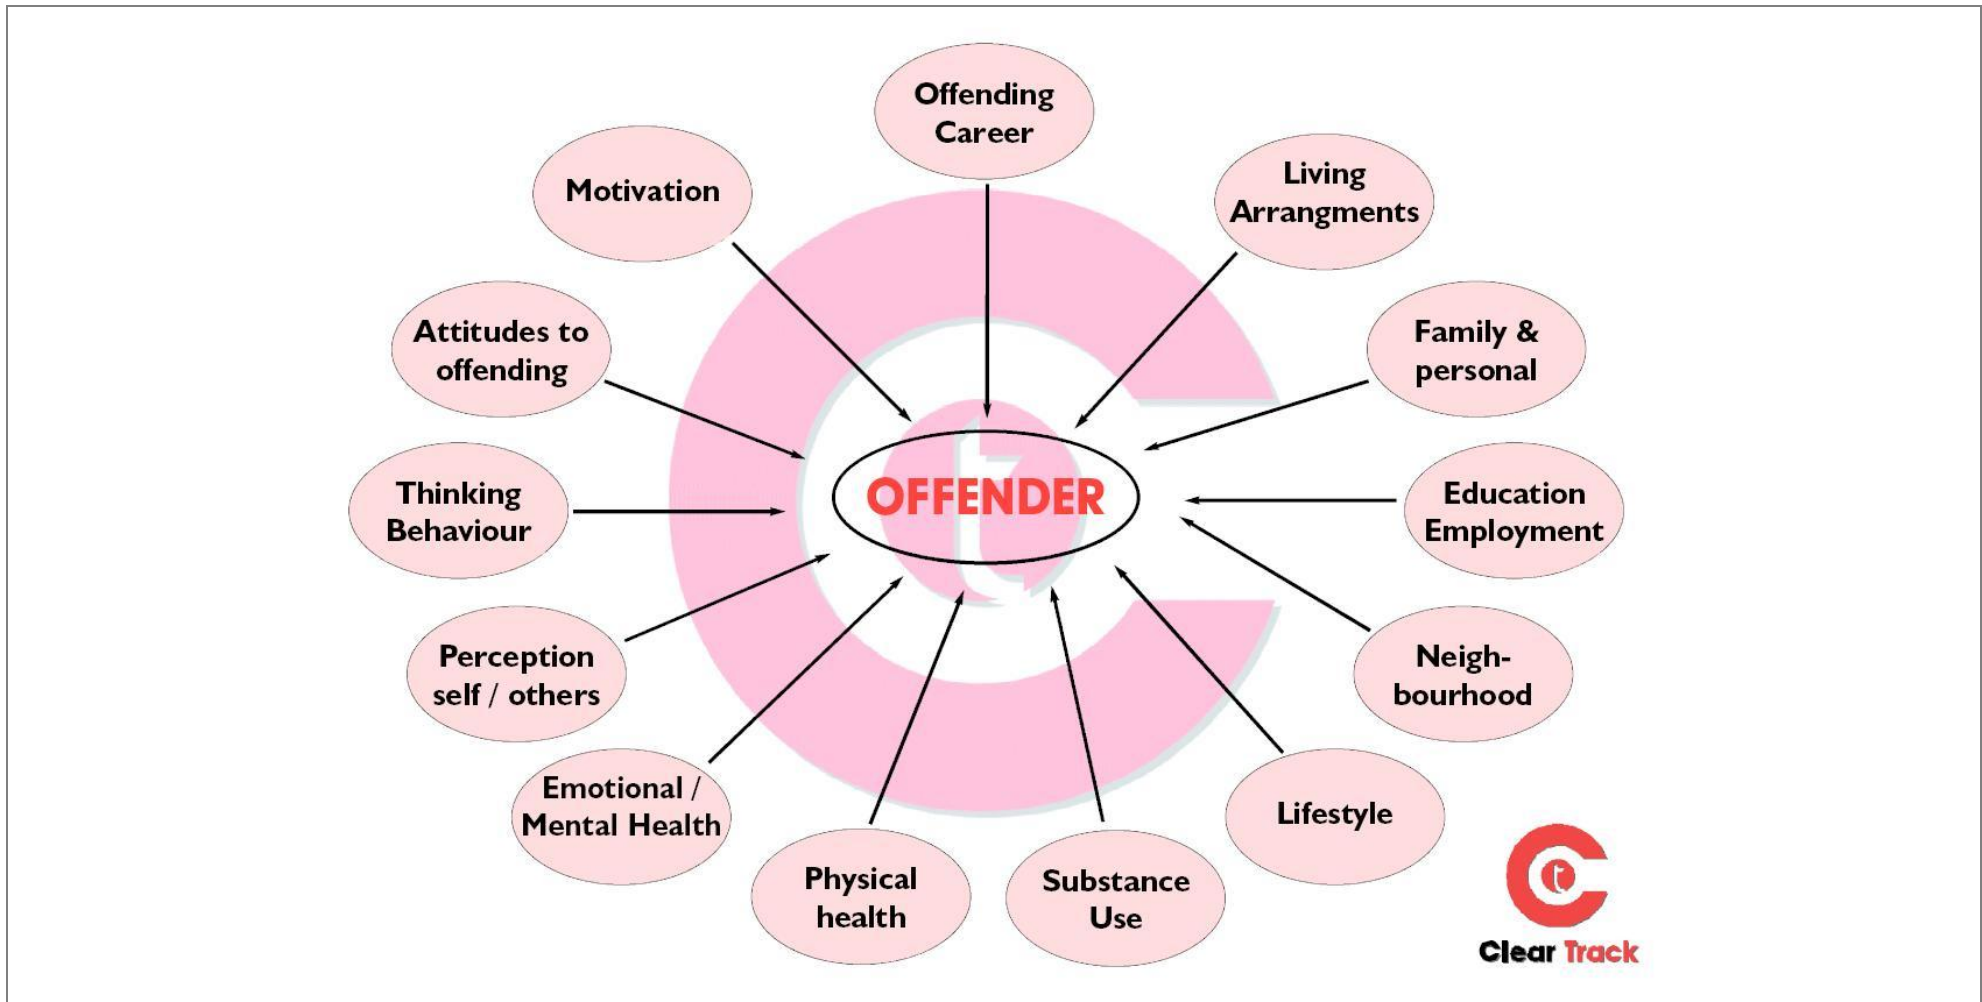 Offending
Career
Living
Arrangments
Family &
personal
Education
Employment
Neigh-
bourhood
Lifestyle
Substance
Use
Physical
health
Emotional /
Mental Health
Perception
self / others
Thinking
Behaviour
Attitudes to
offending
Motivation
OFFENDER
t
Clear Track